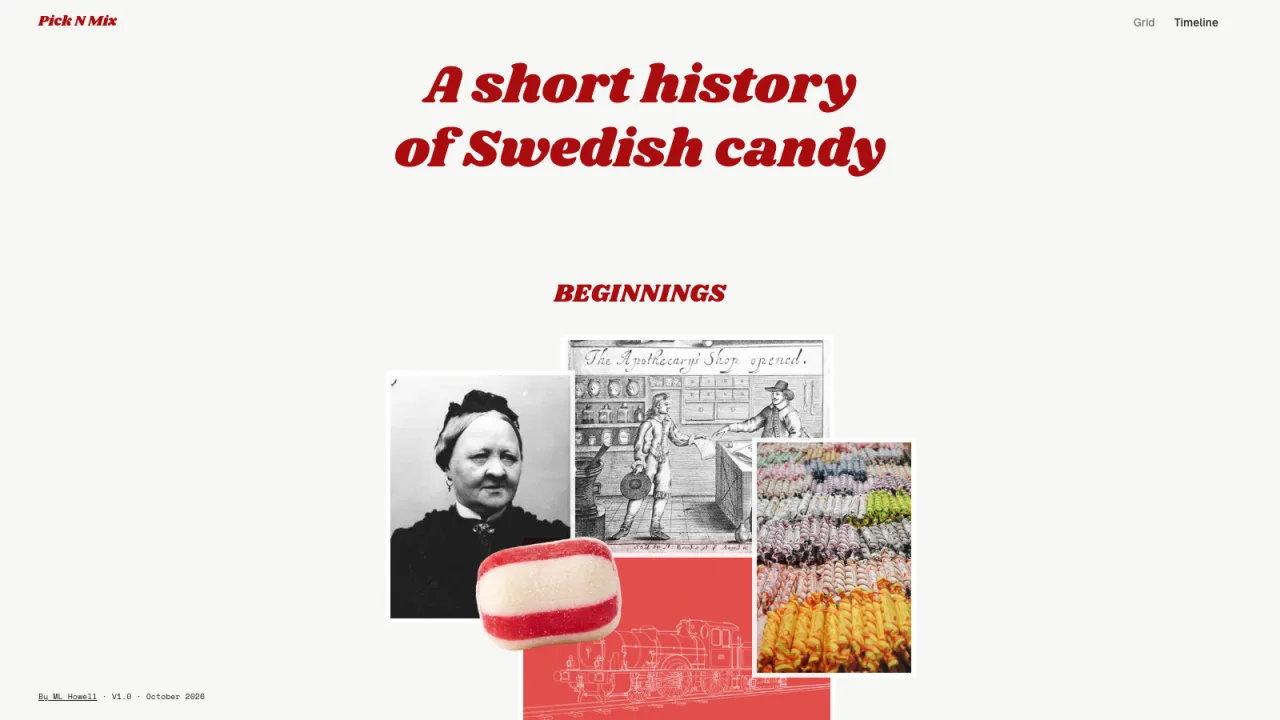 Pick N Mix
Grid
Timeline
A short history
of Swedish candy
BEGINNINGS
The Apothecary's Shop opened.
By ML Howell · V1.0 · October 2026